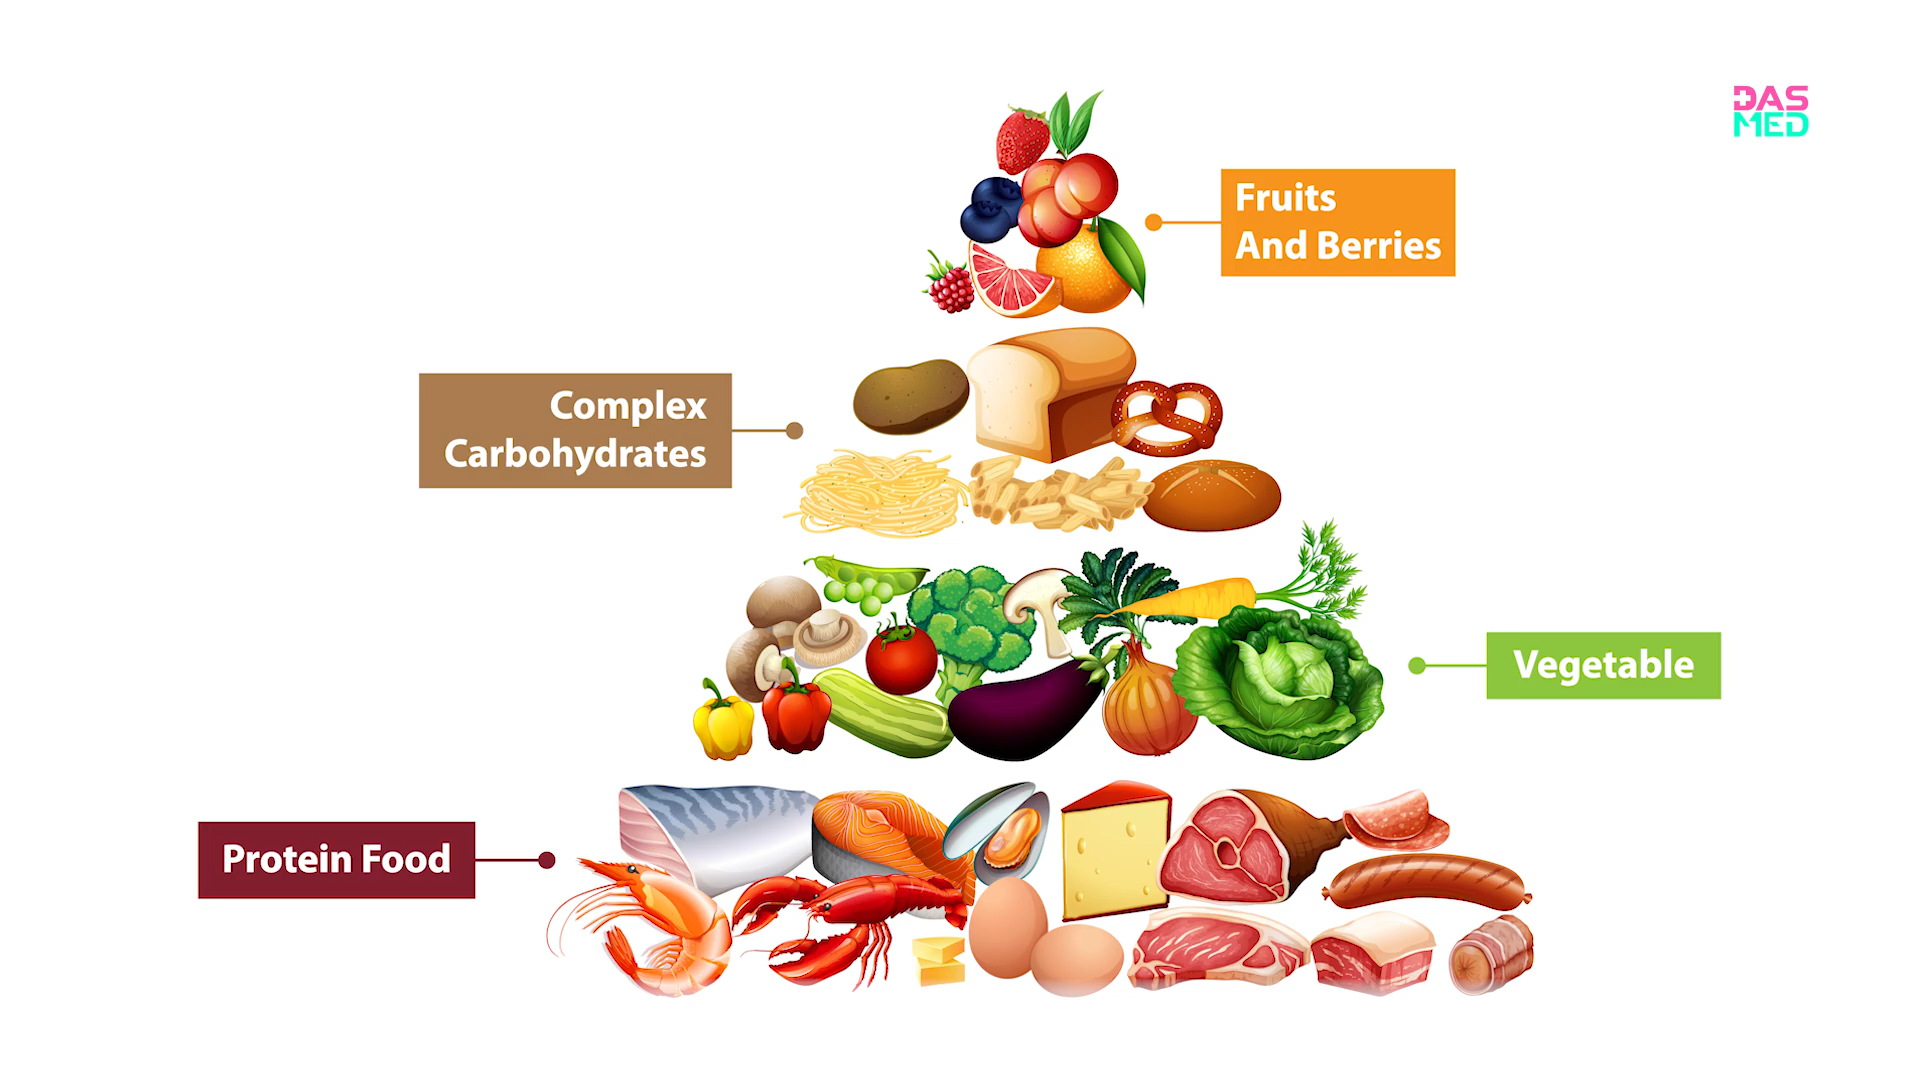 DAS
MED
Fruits
And Berries
Complex
Carbohydrates
Vegetable
Protein Food